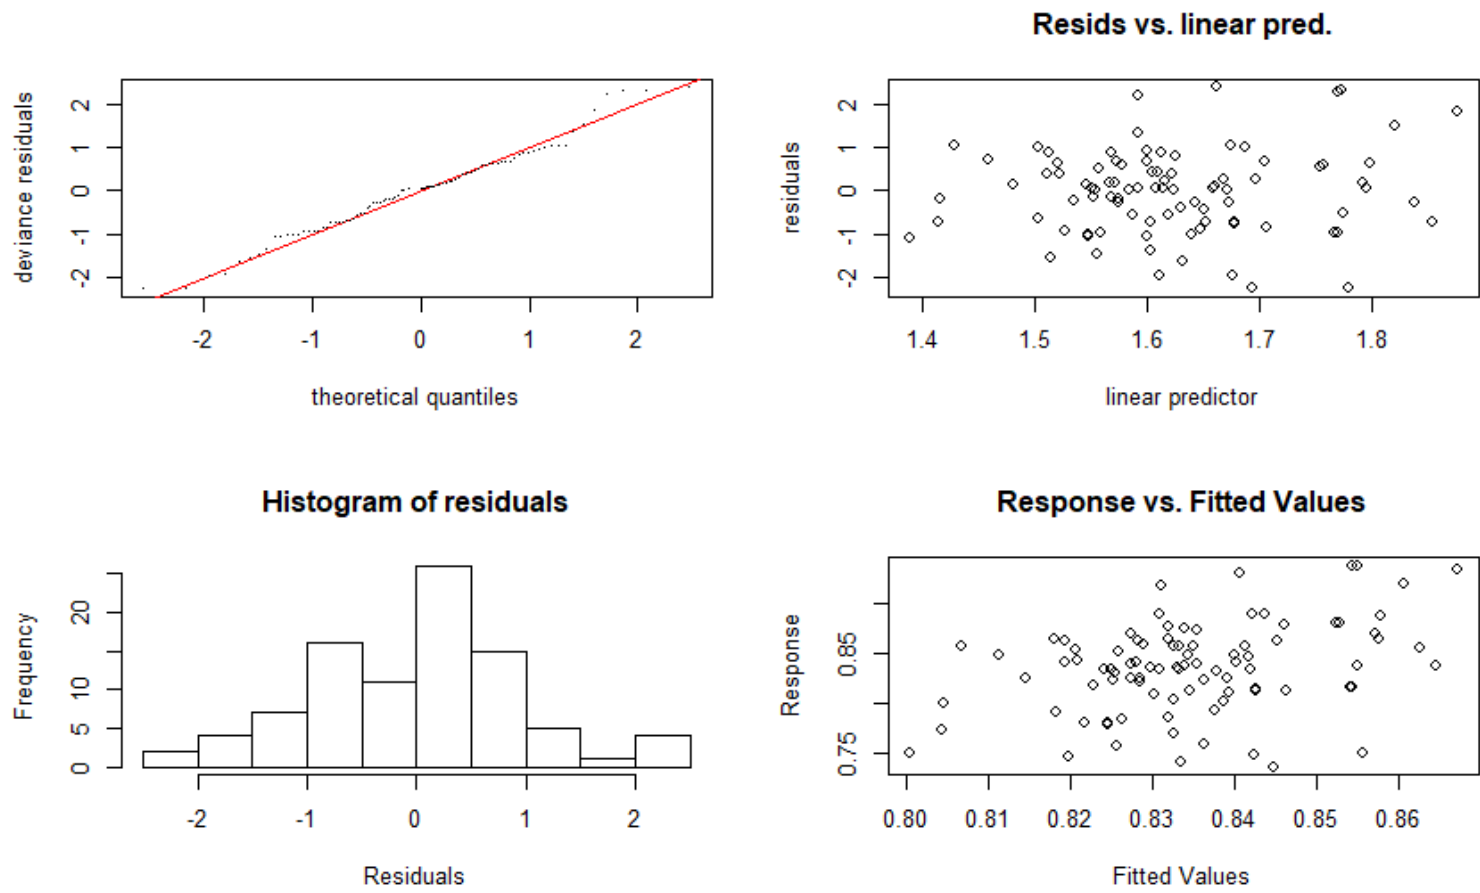 deviance residuals
2
1
0
-1
-2
-2 -1 0 1 2
theoretical quantiles
Resids vs. linear pred.
residuals
2
1
0
-1
-2
1.4 1.5 1.6 1.7 1.8
linear predictor
Histogram of residuals
Frequency
20
10
5
0
-2 -1 0 1 2
Residuals
Response vs. Fitted Values
Response
0.85
0.75
0.80 0.81 0.82 0.83 0.84 0.85 0.86
Fitted Values